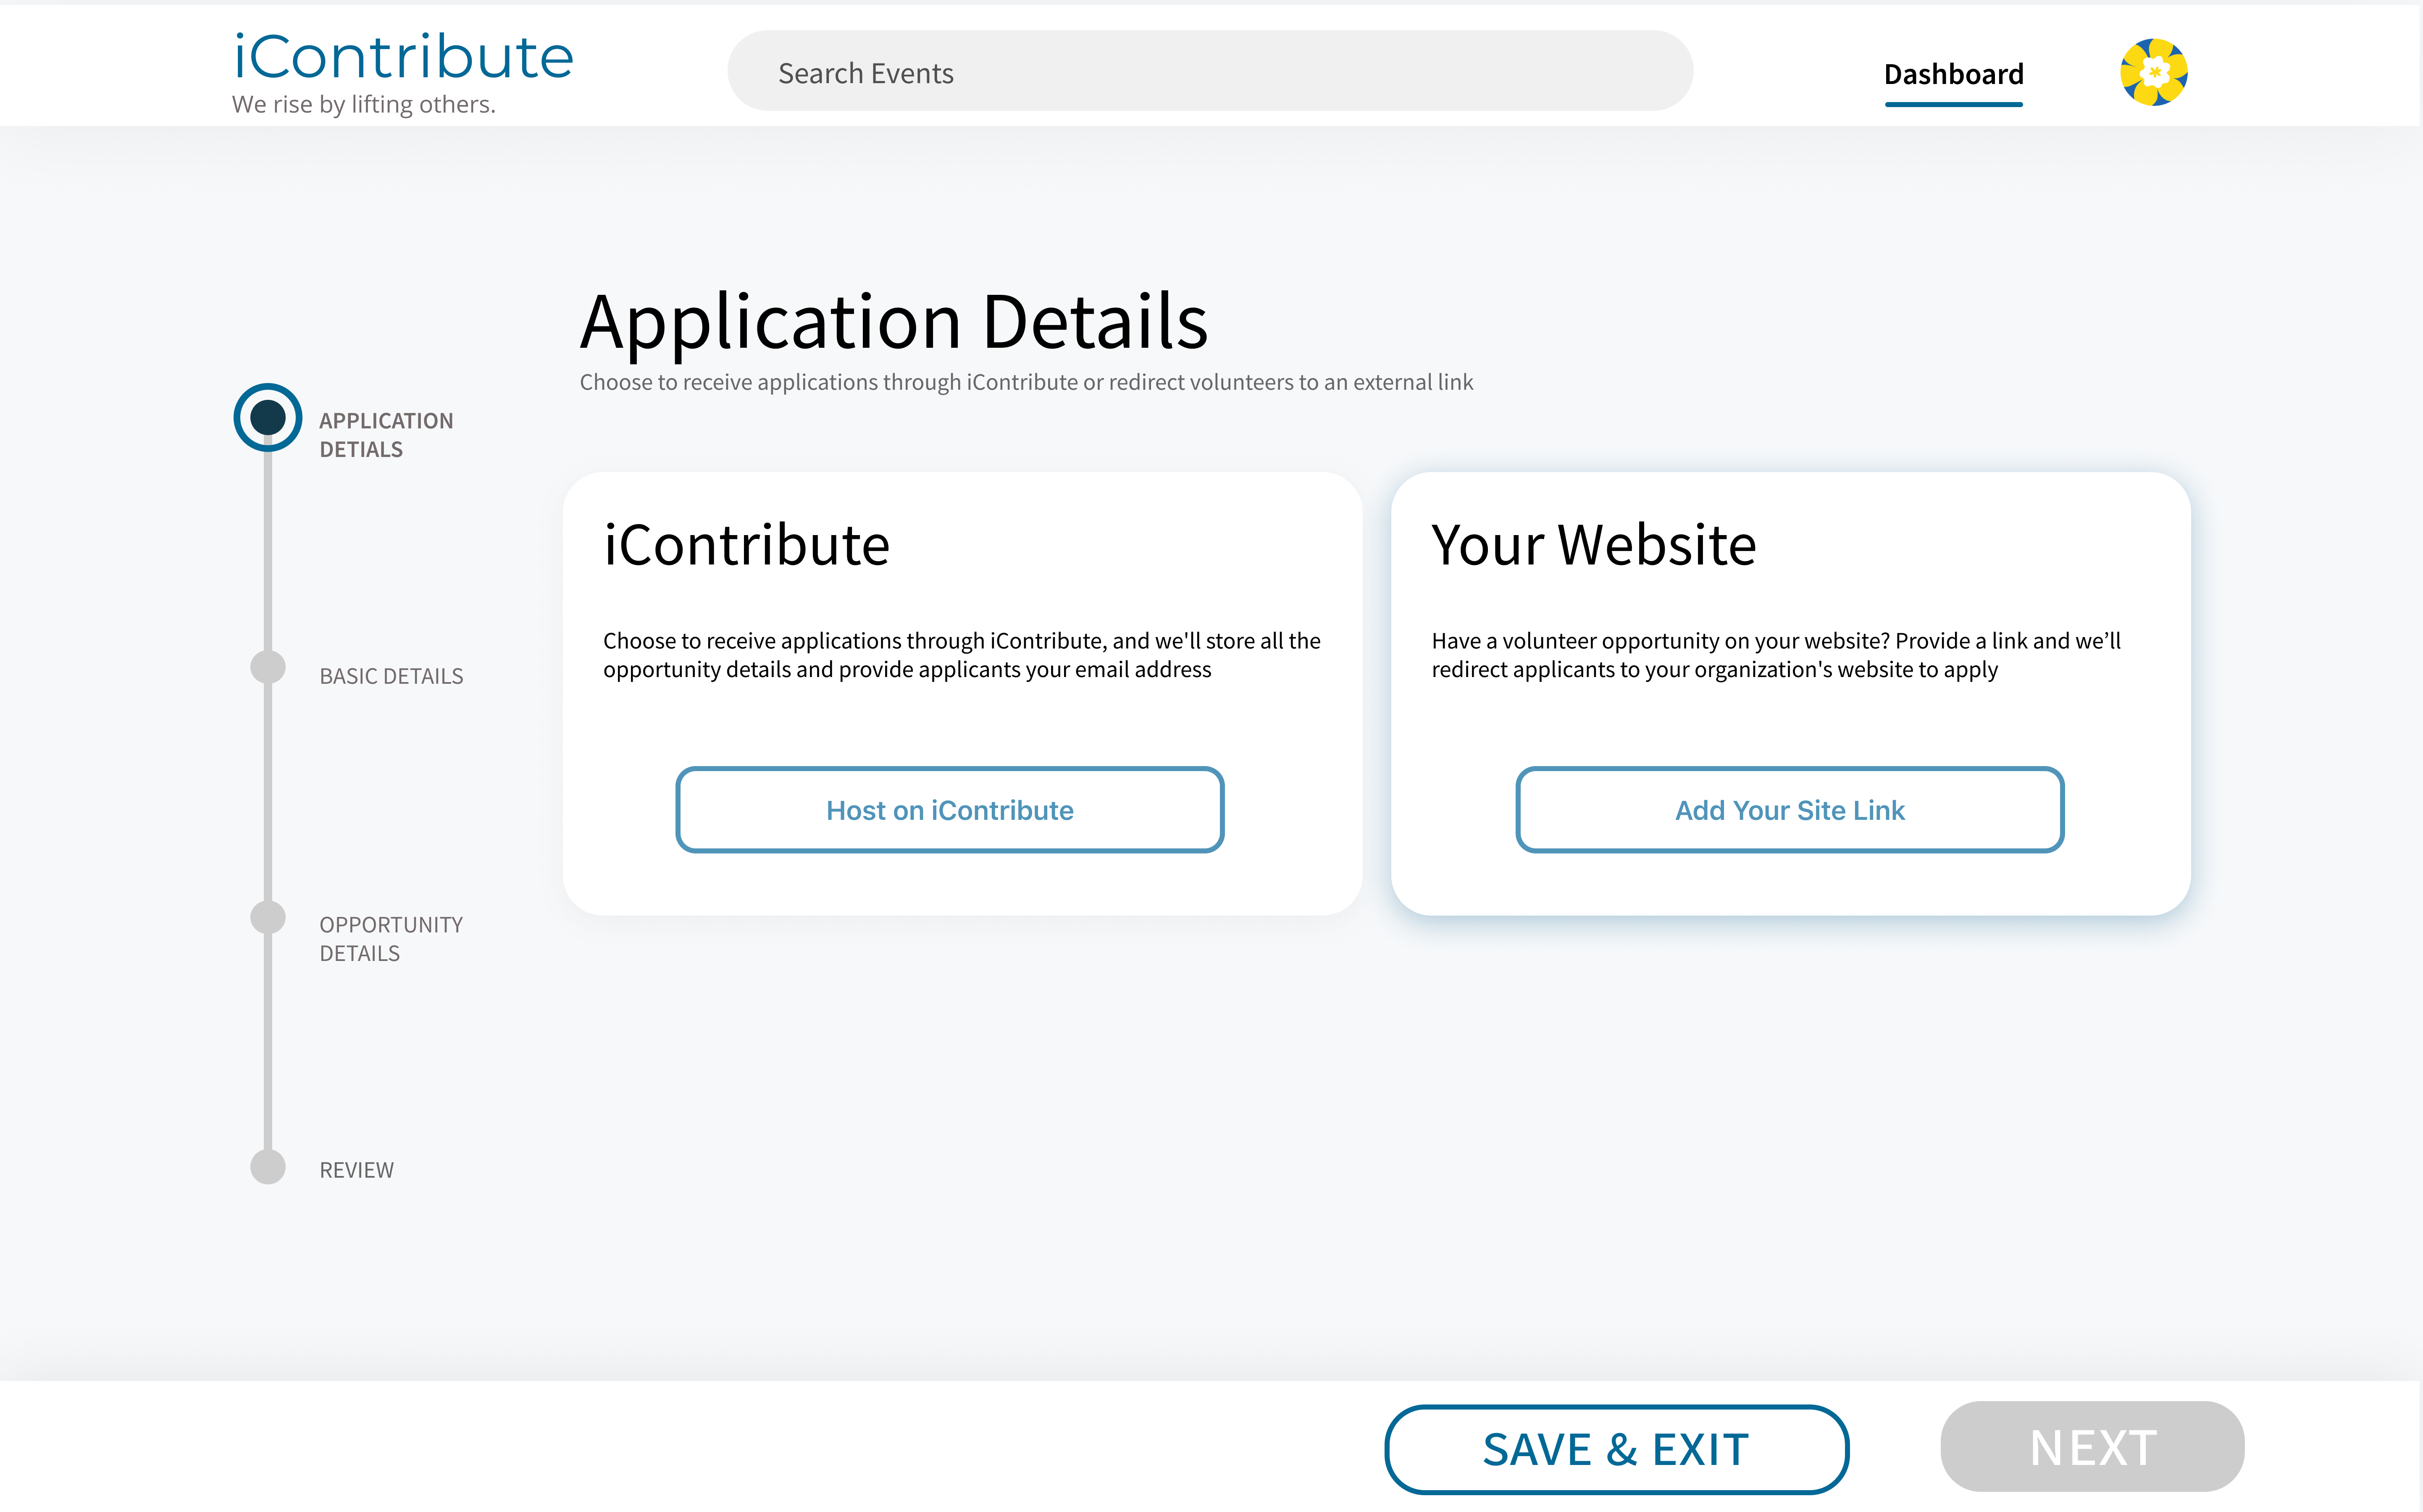 iContribute
We rise by lifting others.
Search Events
Dashboard
Application Details
Choose to receive applications through iContribute or redirect volunteers to an external link
APPLICATION
DETIALS
BASIC DETAILS
OPPORTUNITY
DETAILS
REVIEW
iContribute
Choose to receive applications through iContribute, and we'll store all the
opportunity details and provide applicants your email address
Host on iContribute
Your Website
Have a volunteer opportunity on your website? Provide a link and we’ll
redirect applicants to your organization's website to apply
Add Your Site Link
SAVE & EXIT
NEXT